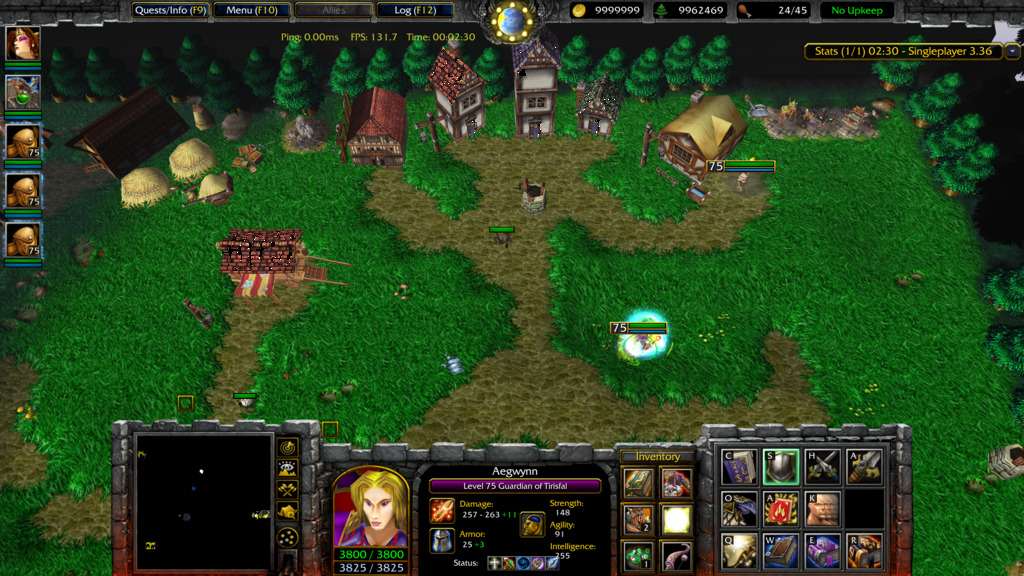 Quests/Info (F9) Menu (F10) Allies Log (F12) 9999999 9962469 24/45 No Upkeep
Ping: 0.00ms FPS: 131.7 Time: 00:02:30
Stats (1/1) 02:30 - Singleplayer 3.36
75
75
75
75
75
Aegwynn
Level 75 Guardian of Tirisfal
Damage:
257 - 263 +11
Armor:
25 +3
Strength:
148
Agility:
91
Intelligence:
255
Status:
3800 / 3800
3825 / 3825
Inventory
2
1
C S H A
O A K
Q W E R